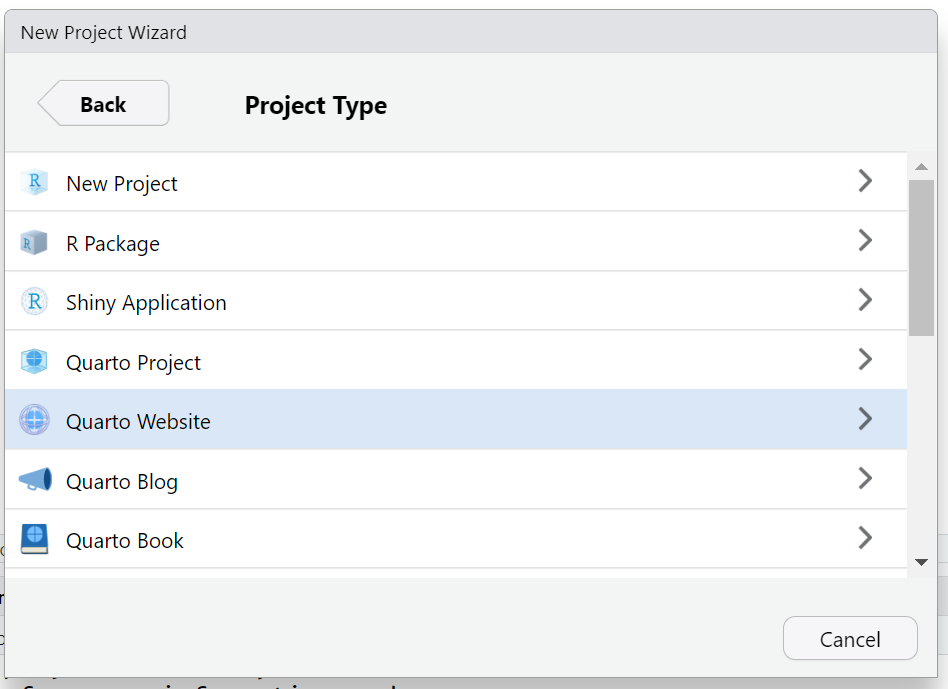 New Project Wizard
Back
Project Type
R New Project
R R Package
R Shiny Application
Quarto Project
Quarto Website
Quarto Blog
Quarto Book
Cancel